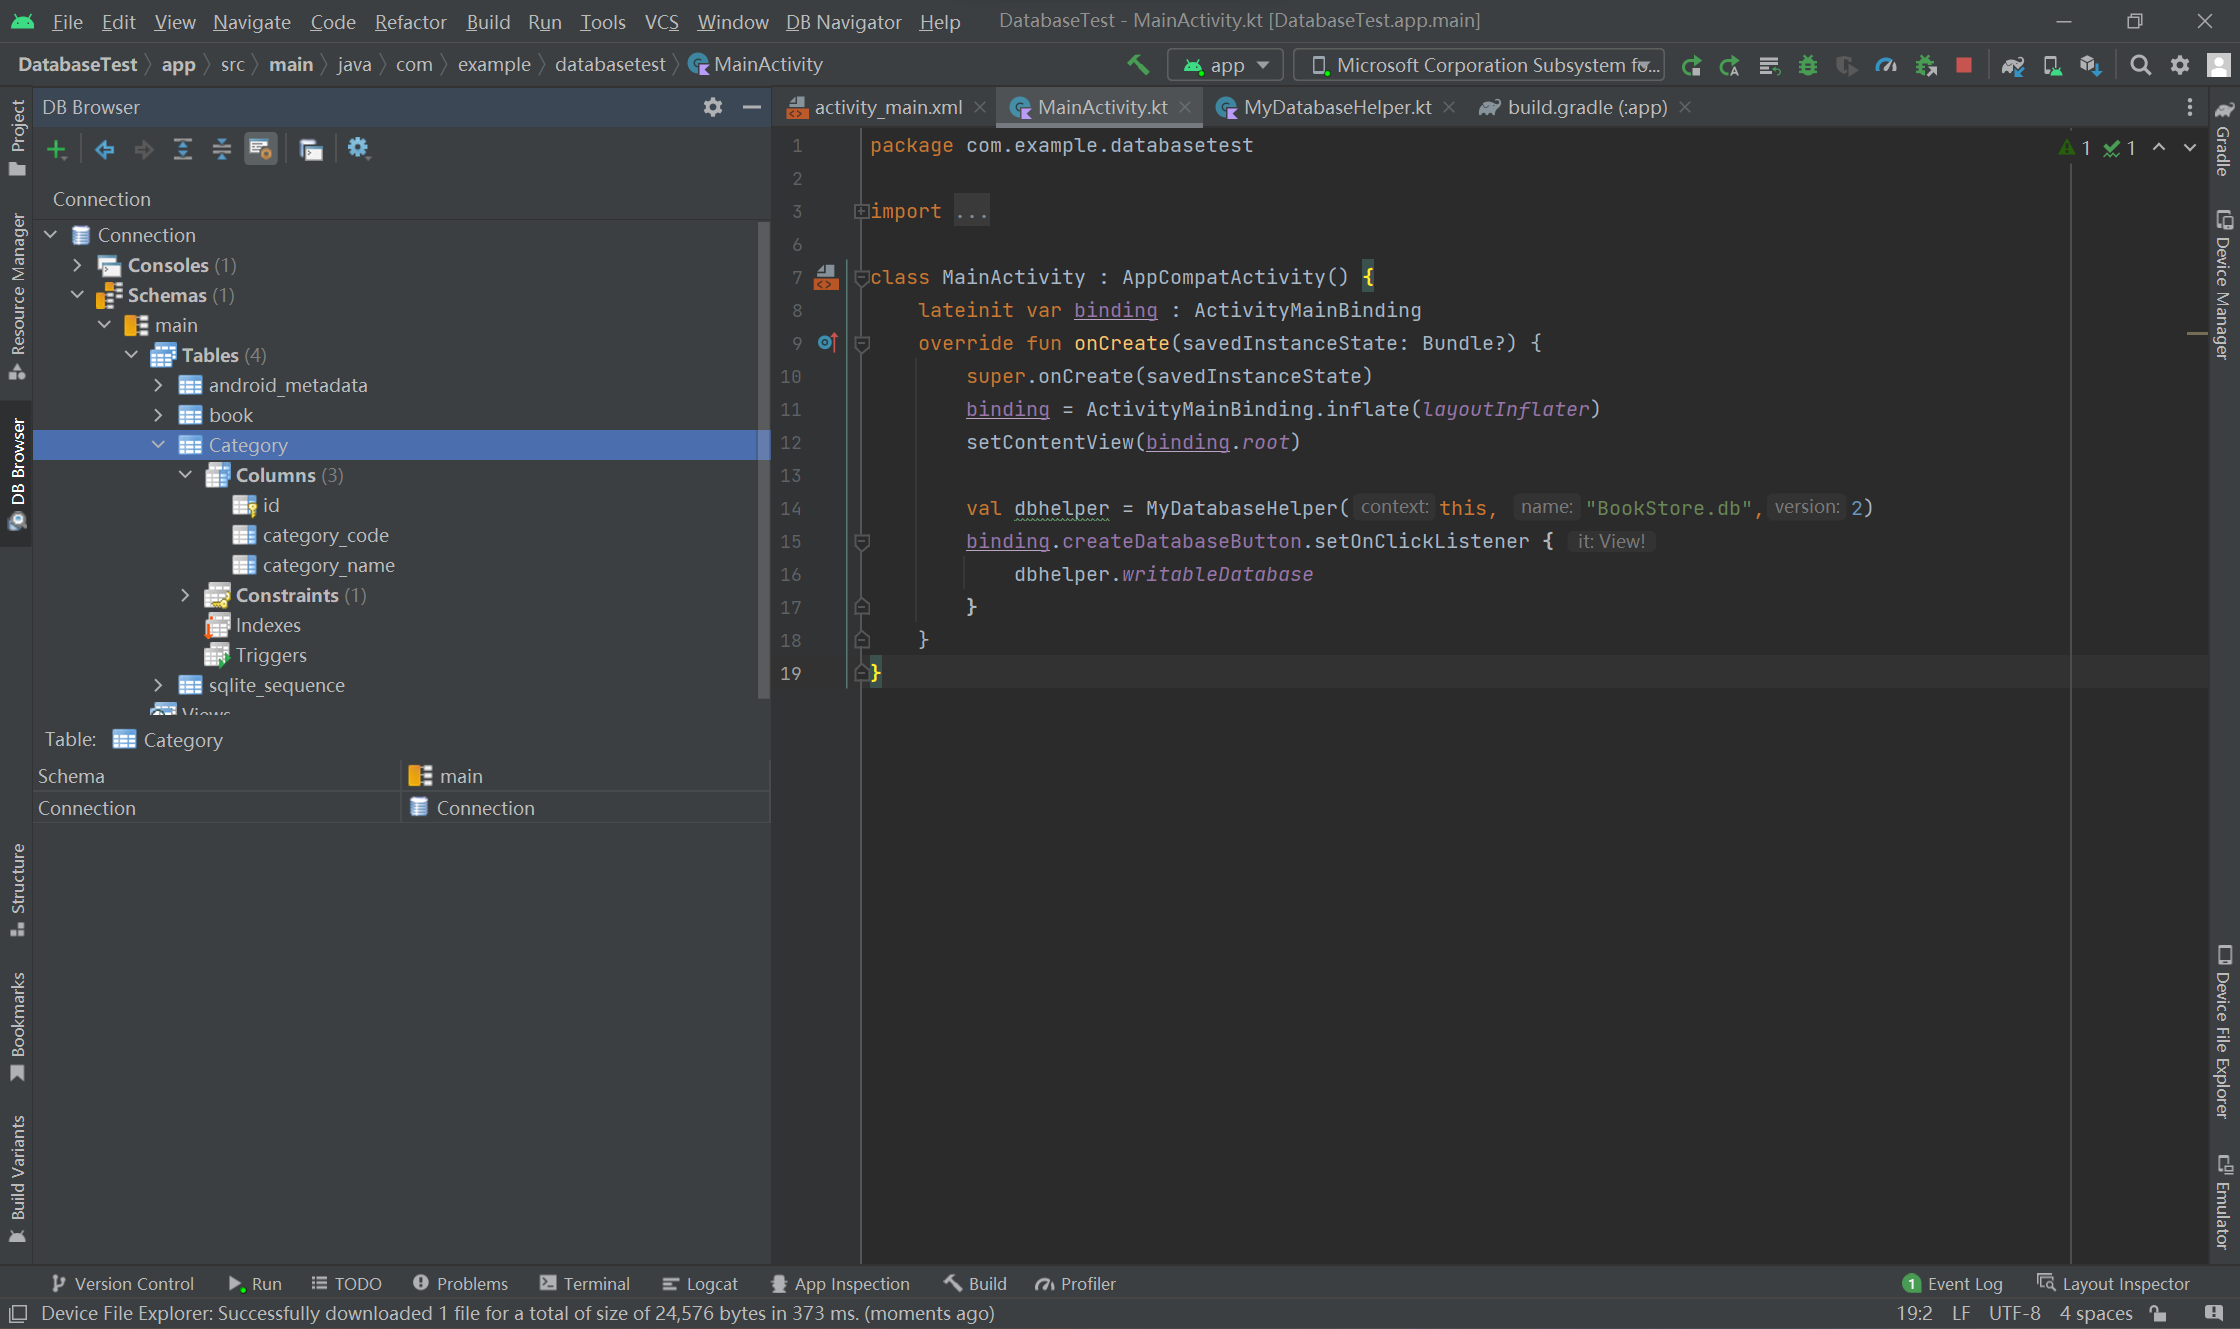 File Edit View Navigate Code Refactor Build Run Tools VCS Window DB Navigator Help DatabaseTest - MainActivity.kt [DatabaseTest.app.main]
DatabaseTest app src main java com example databasetest MainActivity app Microsoft Corporation Subsystem fo...
Project
Resource Manager
DB Browser
Structure
Bookmarks
Build Variants
DB Browser
Connection
Connection
Consoles (1)
Schemas (1)
main
Tables (4)
android_metadata
book
Category
Columns (3)
id
category_code
category_name
Constraints (1)
Indexes
Triggers
sqlite_sequence
Views
Table: Category
Schema main
Connection Connection
activity_main.xml MainActivity.kt MyDatabaseHelper.kt build.gradle (:app)
1 1
1 package com.example.databasetest
2
3 import ...
6
7 class MainActivity : AppCompatActivity() {
8 lateinit var binding : ActivityMainBinding
9 override fun onCreate(savedInstanceState: Bundle?) {
10 super.onCreate(savedInstanceState)
11 binding = ActivityMainBinding.inflate(layoutInflater)
12 setContentView(binding.root)
13
14 val dbhelper = MyDatabaseHelper( context: this, name: "BookStore.db", version: 2)
15 binding.createDatabaseButton.setOnClickListener { it: View!
16 dbhelper.writableDatabase
17 }
18 }
19 }
Gradle
Device Manager
Device File Explorer
Emulator
Version Control Run TODO Problems Terminal Logcat App Inspection Build Profiler 1 Event Log Layout Inspector
Device File Explorer: Successfully downloaded 1 file for a total of size of 24,576 bytes in 373 ms. (moments ago) 19:2 LF UTF-8 4 spaces